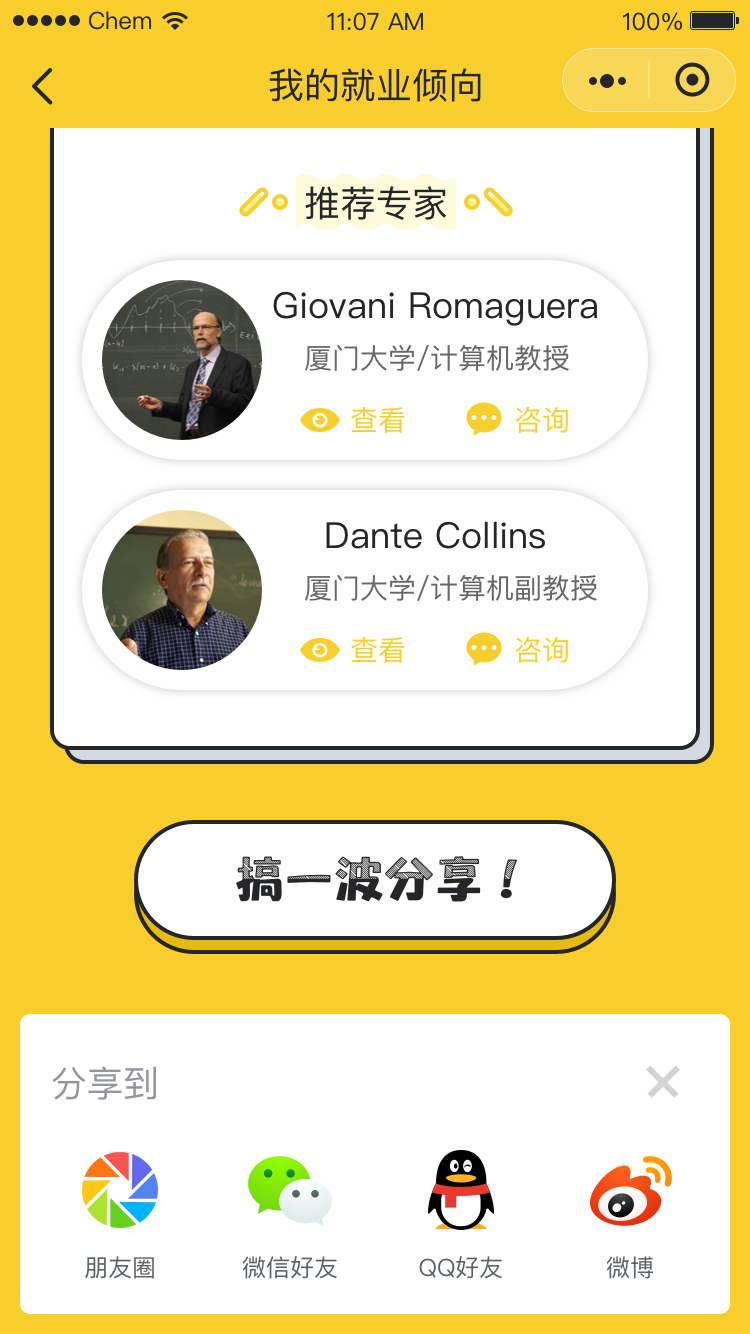 Chem 11:07 AM 100%
我的就业倾向
推荐专家
Giovani Romaguera
厦门大学/计算机教授
查看 咨询
Dante Collins
厦门大学/计算机副教授
查看 咨询
搞一波分享！
分享到
朋友圈 微信好友 QQ好友 微博